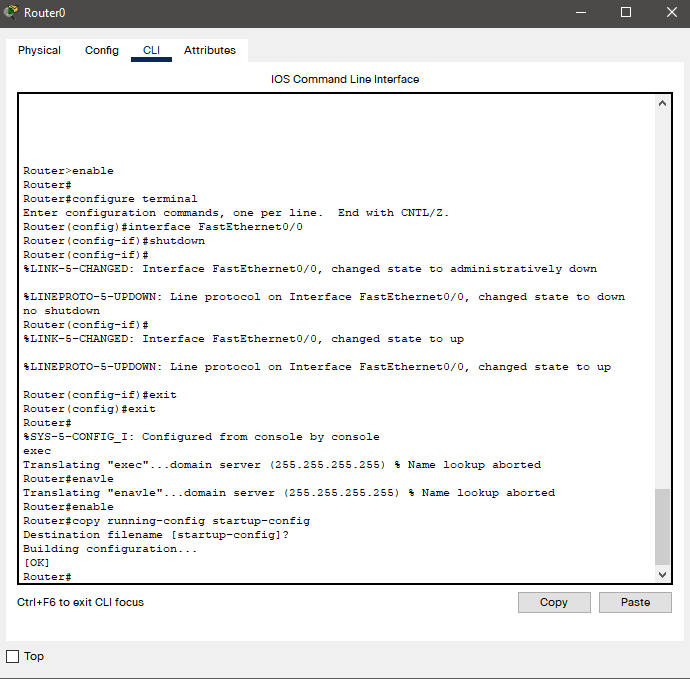 Router0
Physical Config CLI Attributes
IOS Command Line Interface
Router>enable
Router#
Router#configure terminal
Enter configuration commands, one per line.  End with CNTL/Z.
Router(config)#interface FastEthernet0/0
Router(config-if)#shutdown
Router(config-if)#
%LINK-5-CHANGED: Interface FastEthernet0/0, changed state to administratively down
%LINEPROTO-5-UPDOWN: Line protocol on Interface FastEthernet0/0, changed state to down
no shutdown
Router(config-if)#
%LINK-5-CHANGED: Interface FastEthernet0/0, changed state to up
%LINEPROTO-5-UPDOWN: Line protocol on Interface FastEthernet0/0, changed state to up
Router(config-if)#exit
Router(config)#exit
Router#
%SYS-5-CONFIG_I: Configured from console by console
exec
Translating "exec"...domain server (255.255.255.255) % Name lookup aborted
Router#enavle
Translating "enavle"...domain server (255.255.255.255) % Name lookup aborted
Router#enable
Router#copy running-config startup-config
Destination filename [startup-config]?
Building configuration...
[OK]
Router#
Ctrl+F6 to exit CLI focus
Copy Paste
Top